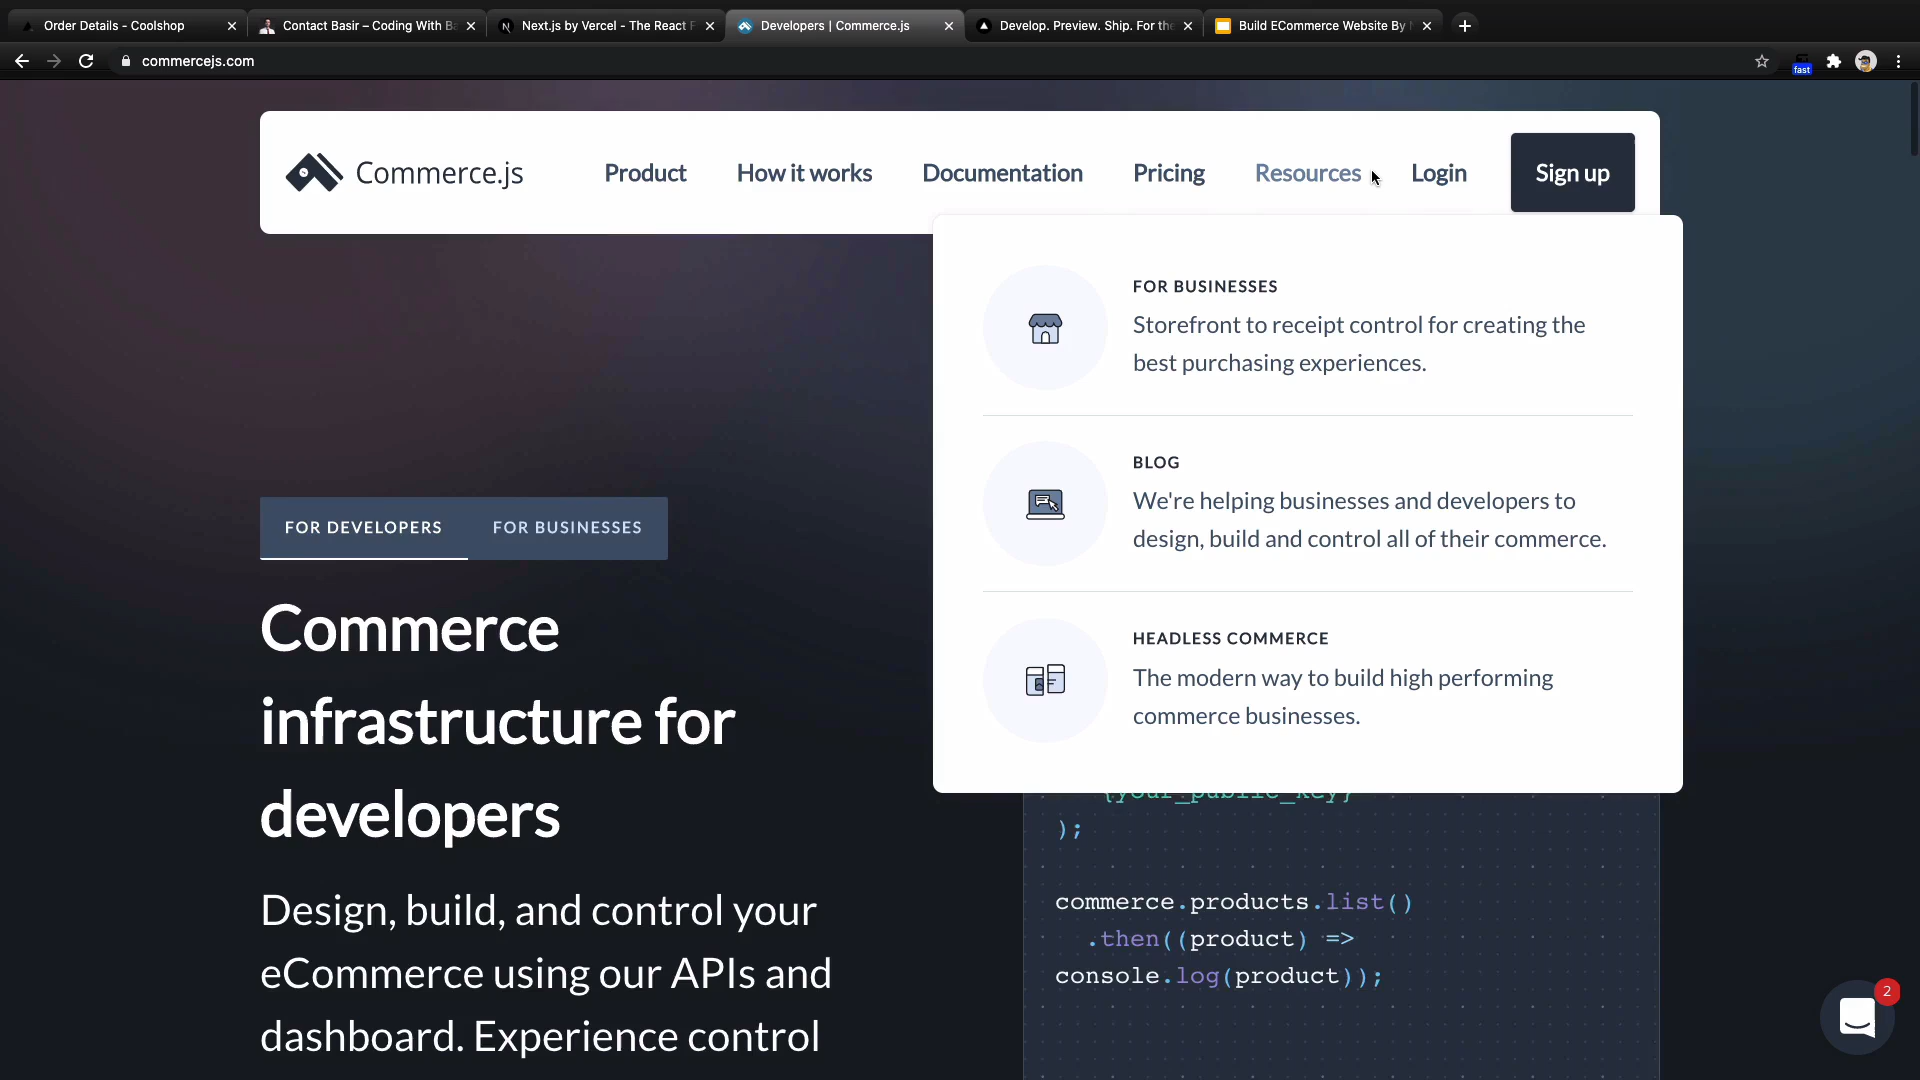 Order Details - Coolshop
Contact Basir – Coding With Ba
Next.js by Vercel - The React F
Developers | Commerce.js
Develop. Preview. Ship. For the
Build ECommerce Website By
commercejs.com
fast
Commerce.js
Product
How it works
Documentation
Pricing
Resources
Login
Sign up
FOR BUSINESSES
Storefront to receipt control for creating the
best purchasing experiences.
BLOG
We're helping businesses and developers to
design, build and control all of their commerce.
HEADLESS COMMERCE
The modern way to build high performing
commerce businesses.
FOR DEVELOPERS
FOR BUSINESSES
Commerce
infrastructure for
developers
Design, build, and control your
eCommerce using our APIs and
dashboard. Experience control
{your_public_key}
);
commerce.products.list()
.then((product) =>
console.log(product));
2